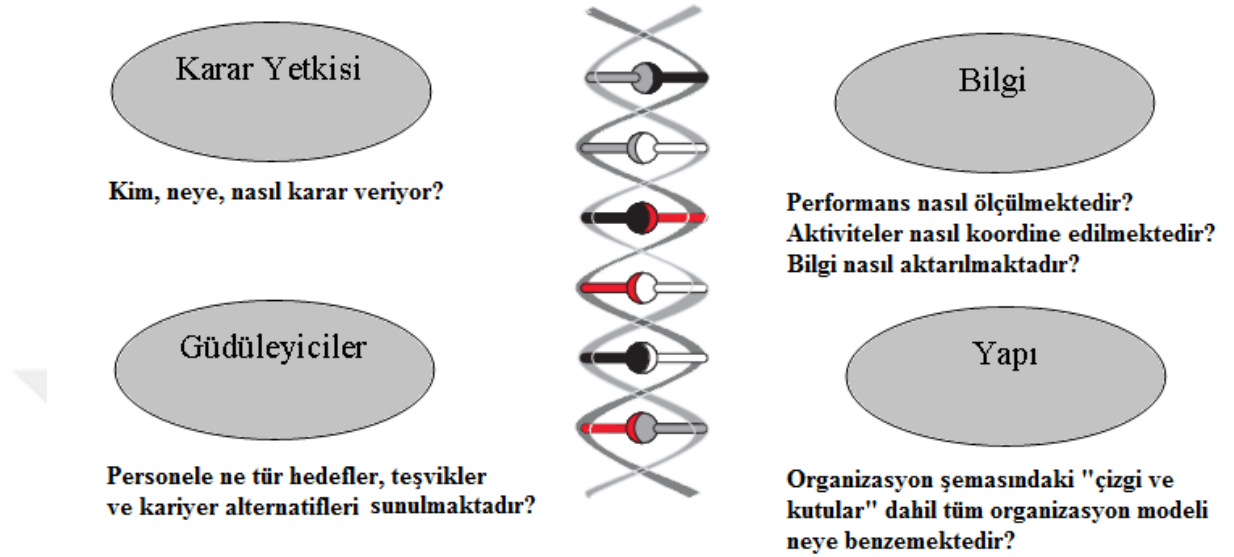 Karar Yetkisi
Kim, neye, nasıl karar veriyor?
Bilgi
Performans nasıl ölçülmektedir?
Aktiviteler nasıl koordine edilmektedir?
Bilgi nasıl aktarılmaktadır?
Güdüleyiciler
Personele ne tür hedefler, teşvikler
ve kariyer alternatifleri sunulmaktadır?
Yapı
Organizasyon şemasındaki "çizgi ve
kutular" dahil tüm organizasyon modeli
neye benzemektedir?